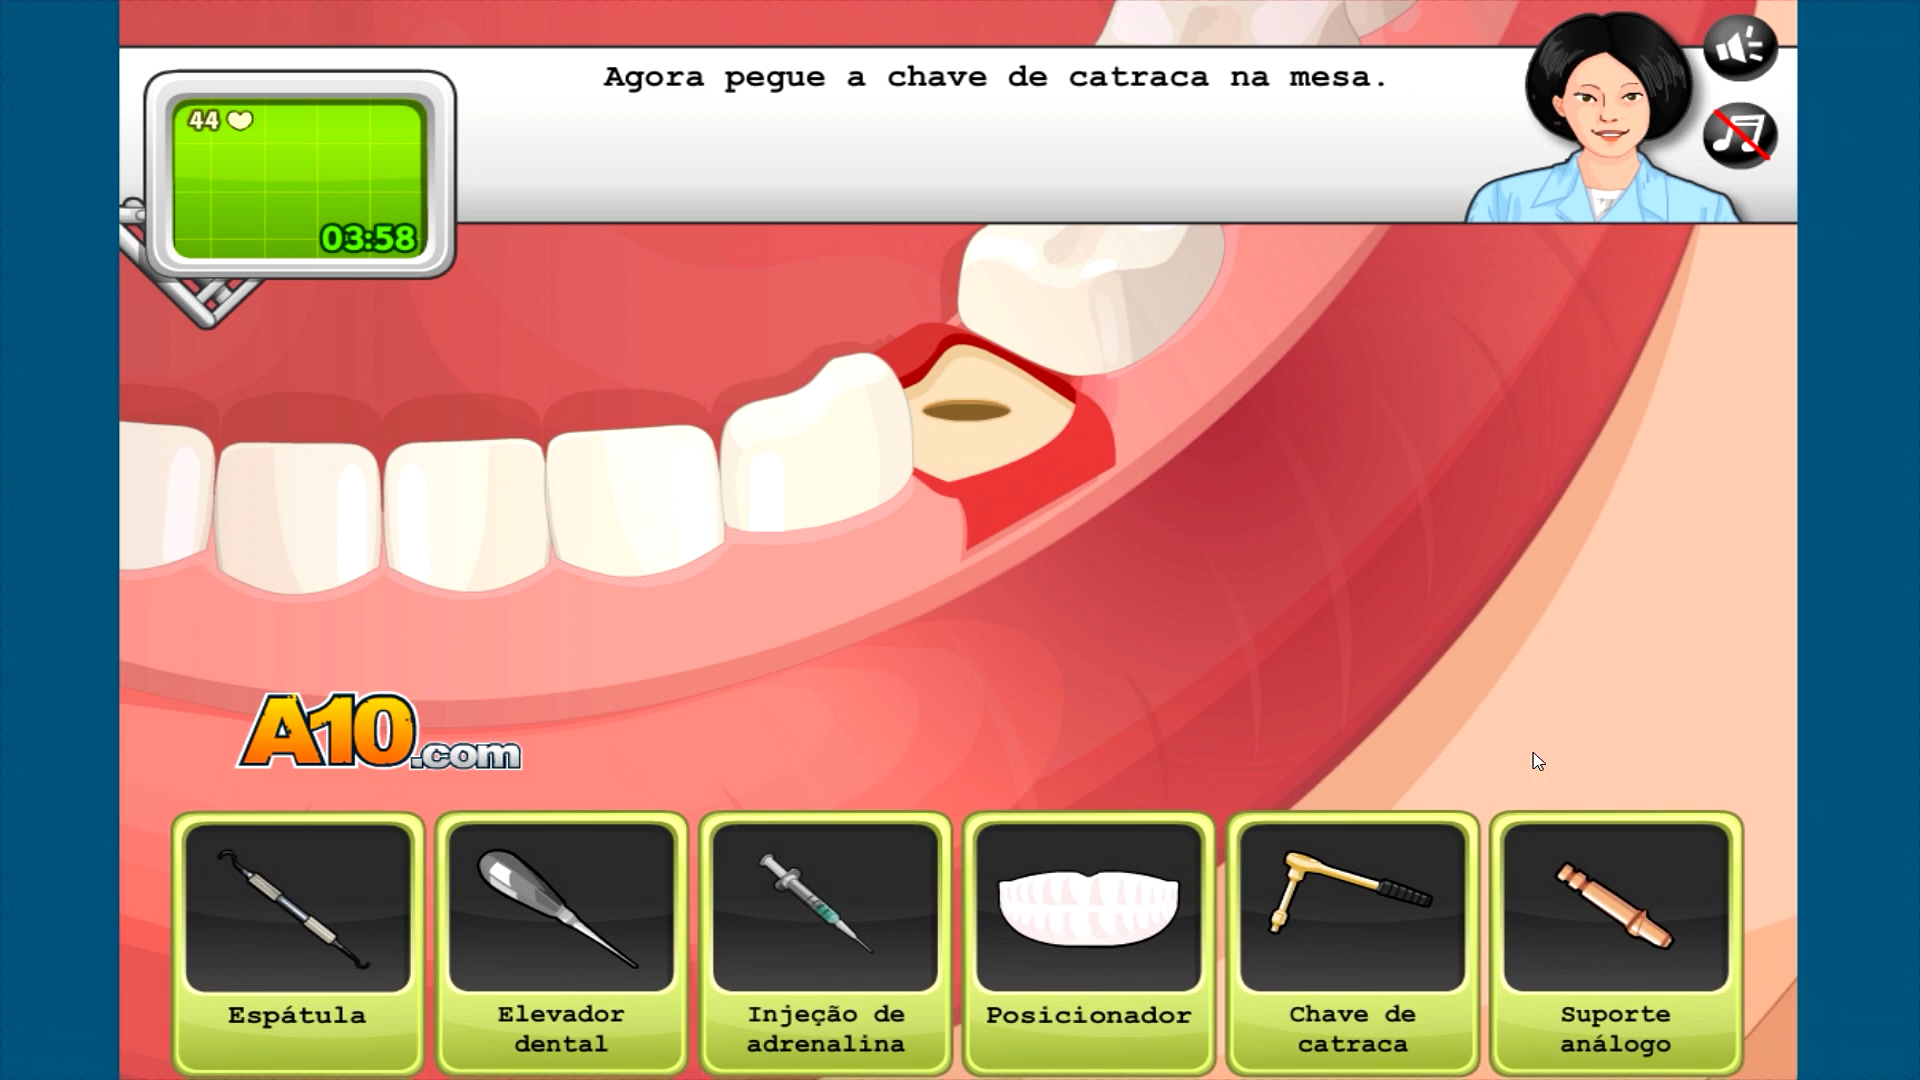 Agora pegue a chave de catraca na mesa.
44
03:58
A10.com
Espátula
Elevador
dental
Injeção de
adrenalina
Posicionador
Chave de
catraca
Suporte
análogo